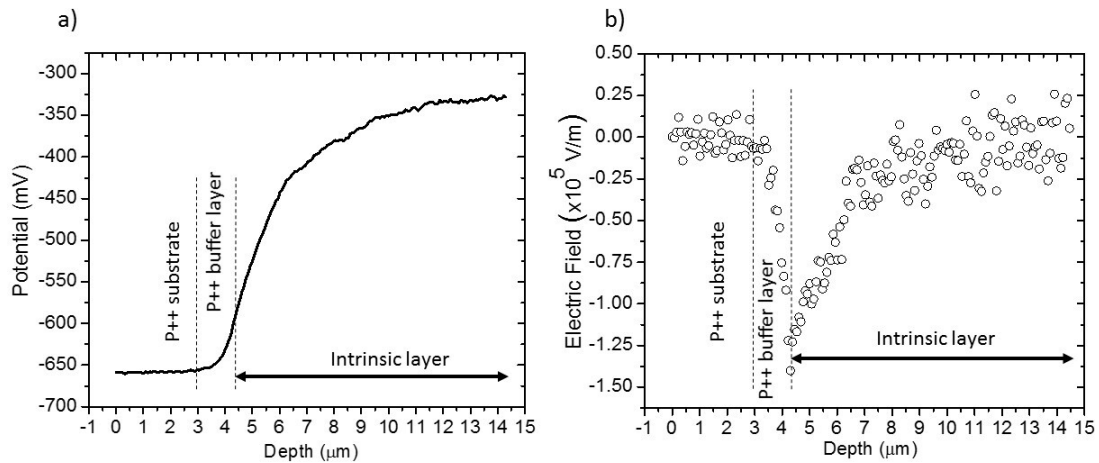 a)
-300
-350
-400
-450
-500
-550
-600
-650
-700
Potential (mV)
P++ substrate
P++ buffer layer
Intrinsic layer
-1 0 1 2 3 4 5 6 7 8 9 10 11 12 13 14 15
Depth (μm)
b)
0.50
0.25
0.00
-0.25
-0.50
-0.75
-1.00
-1.25
-1.50
Electric Field (x10⁵ V/m)
P++ substrate
P++ buffer layer
Intrinsic layer
-1 0 1 2 3 4 5 6 7 8 9 10 11 12 13 14 15
Depth (μm)